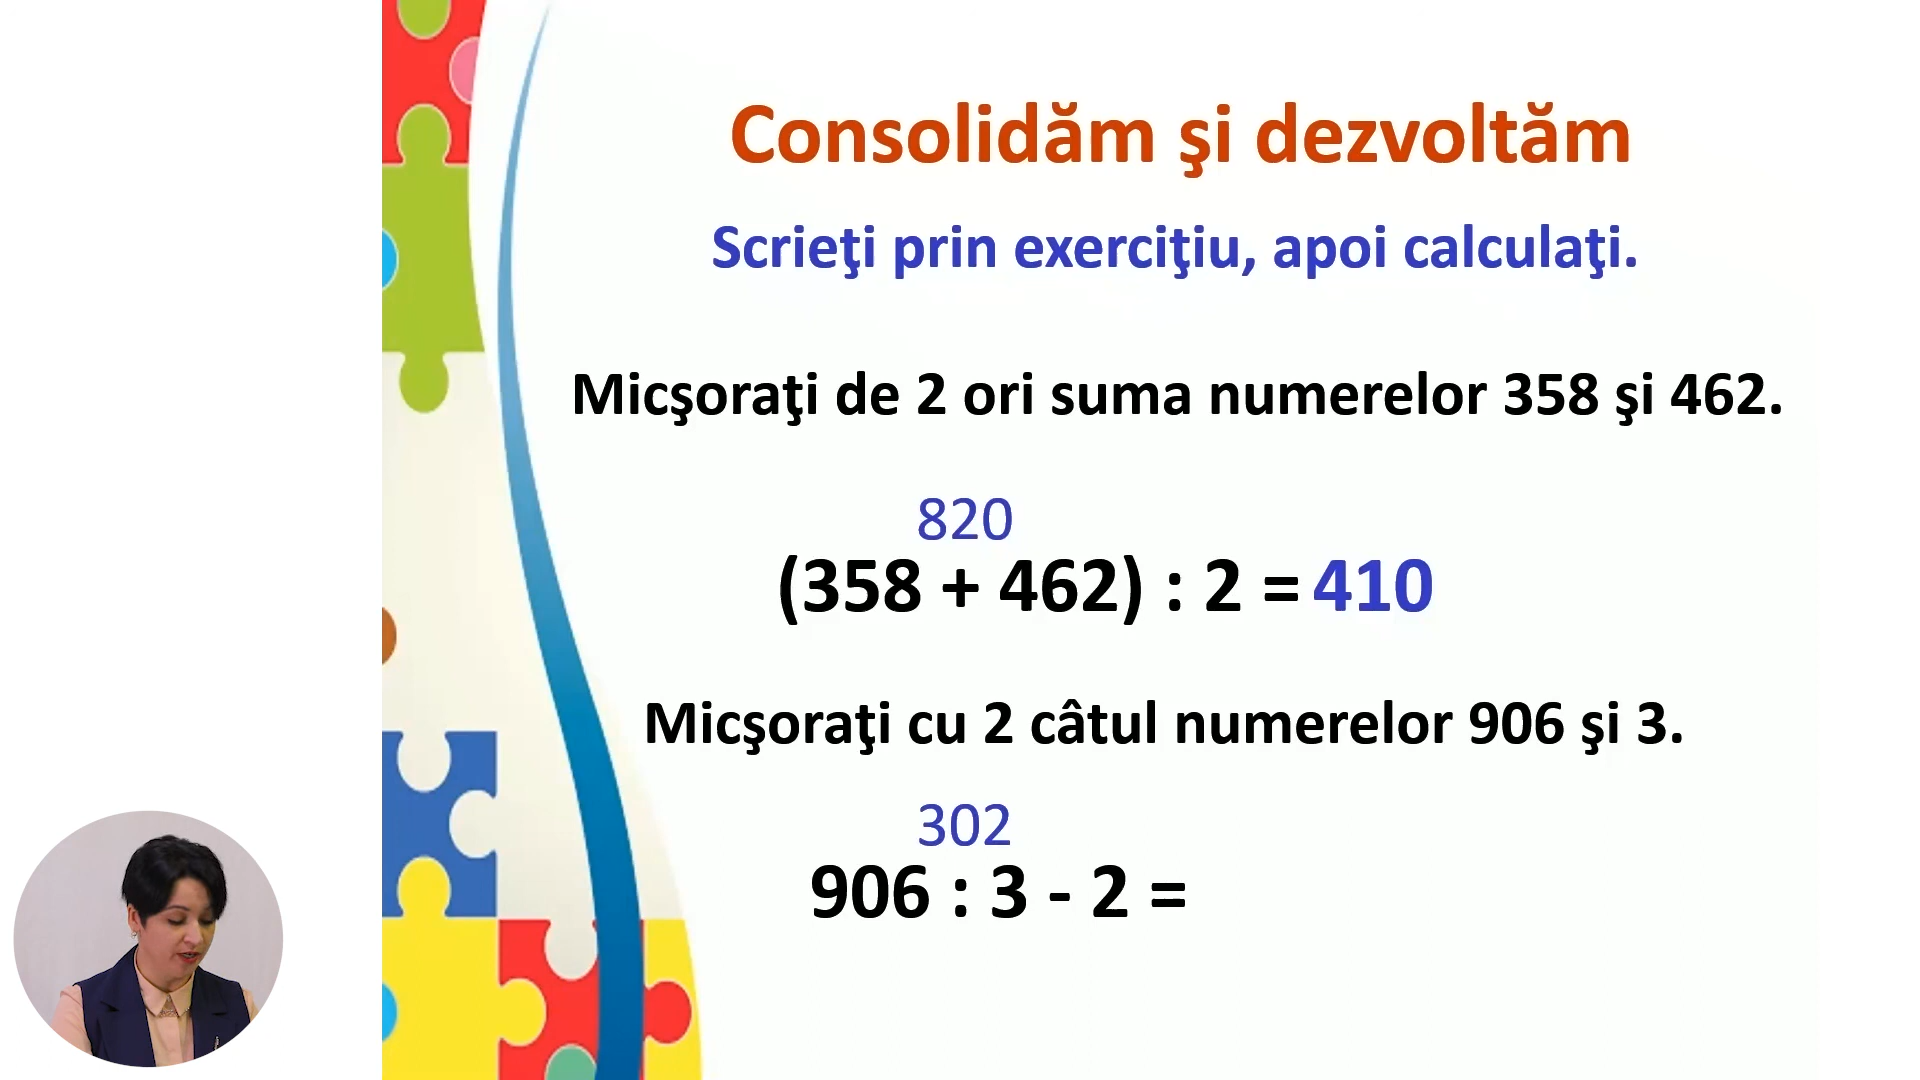 Consolidăm şi dezvoltăm
Scrieţi prin exerciţiu, apoi calculaţi.
Micşoraţi de 2 ori suma numerelor 358 şi 462.
820
(358 + 462) : 2 = 410
Micşoraţi cu 2 câtul numerelor 906 şi 3.
302
906 : 3 - 2 =